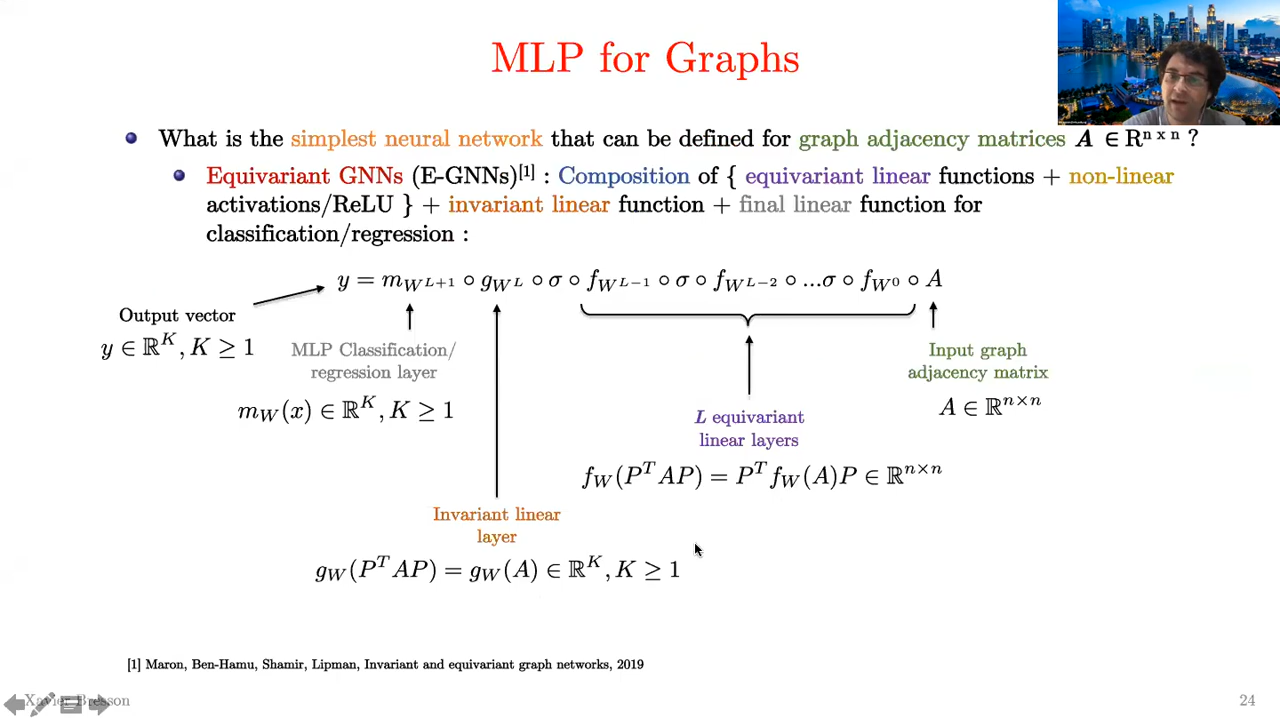 MLP for Graphs
What is the simplest neural network that can be defined for graph adjacency matrices A ∈ R^{n x n} ?
Equivariant GNNs (E-GNNs)^{[1]} : Composition of { equivariant linear functions + non-linear
activations/ReLU } + invariant linear function + final linear function for
classification/regression :
y = m_{W^{L+1}} ∘ g_{W^L} ∘ σ ∘ f_{W^{L-1}} ∘ σ ∘ f_{W^{L-2}} ∘ ...σ ∘ f_{W^0} ∘ A
Output vector
y ∈ ℝ^K, K ≥ 1
MLP Classification/
regression layer
m_W(x) ∈ ℝ^K, K ≥ 1
Input graph
adjacency matrix
A ∈ ℝ^{n×n}
L equivariant
linear layers
f_W(P^T AP) = P^T f_W(A)P ∈ ℝ^{n×n}
Invariant linear
layer
g_W(P^T AP) = g_W(A) ∈ ℝ^K, K ≥ 1
[1] Maron, Ben-Hamu, Shamir, Lipman, Invariant and equivariant graph networks, 2019
Xavier Bresson
24